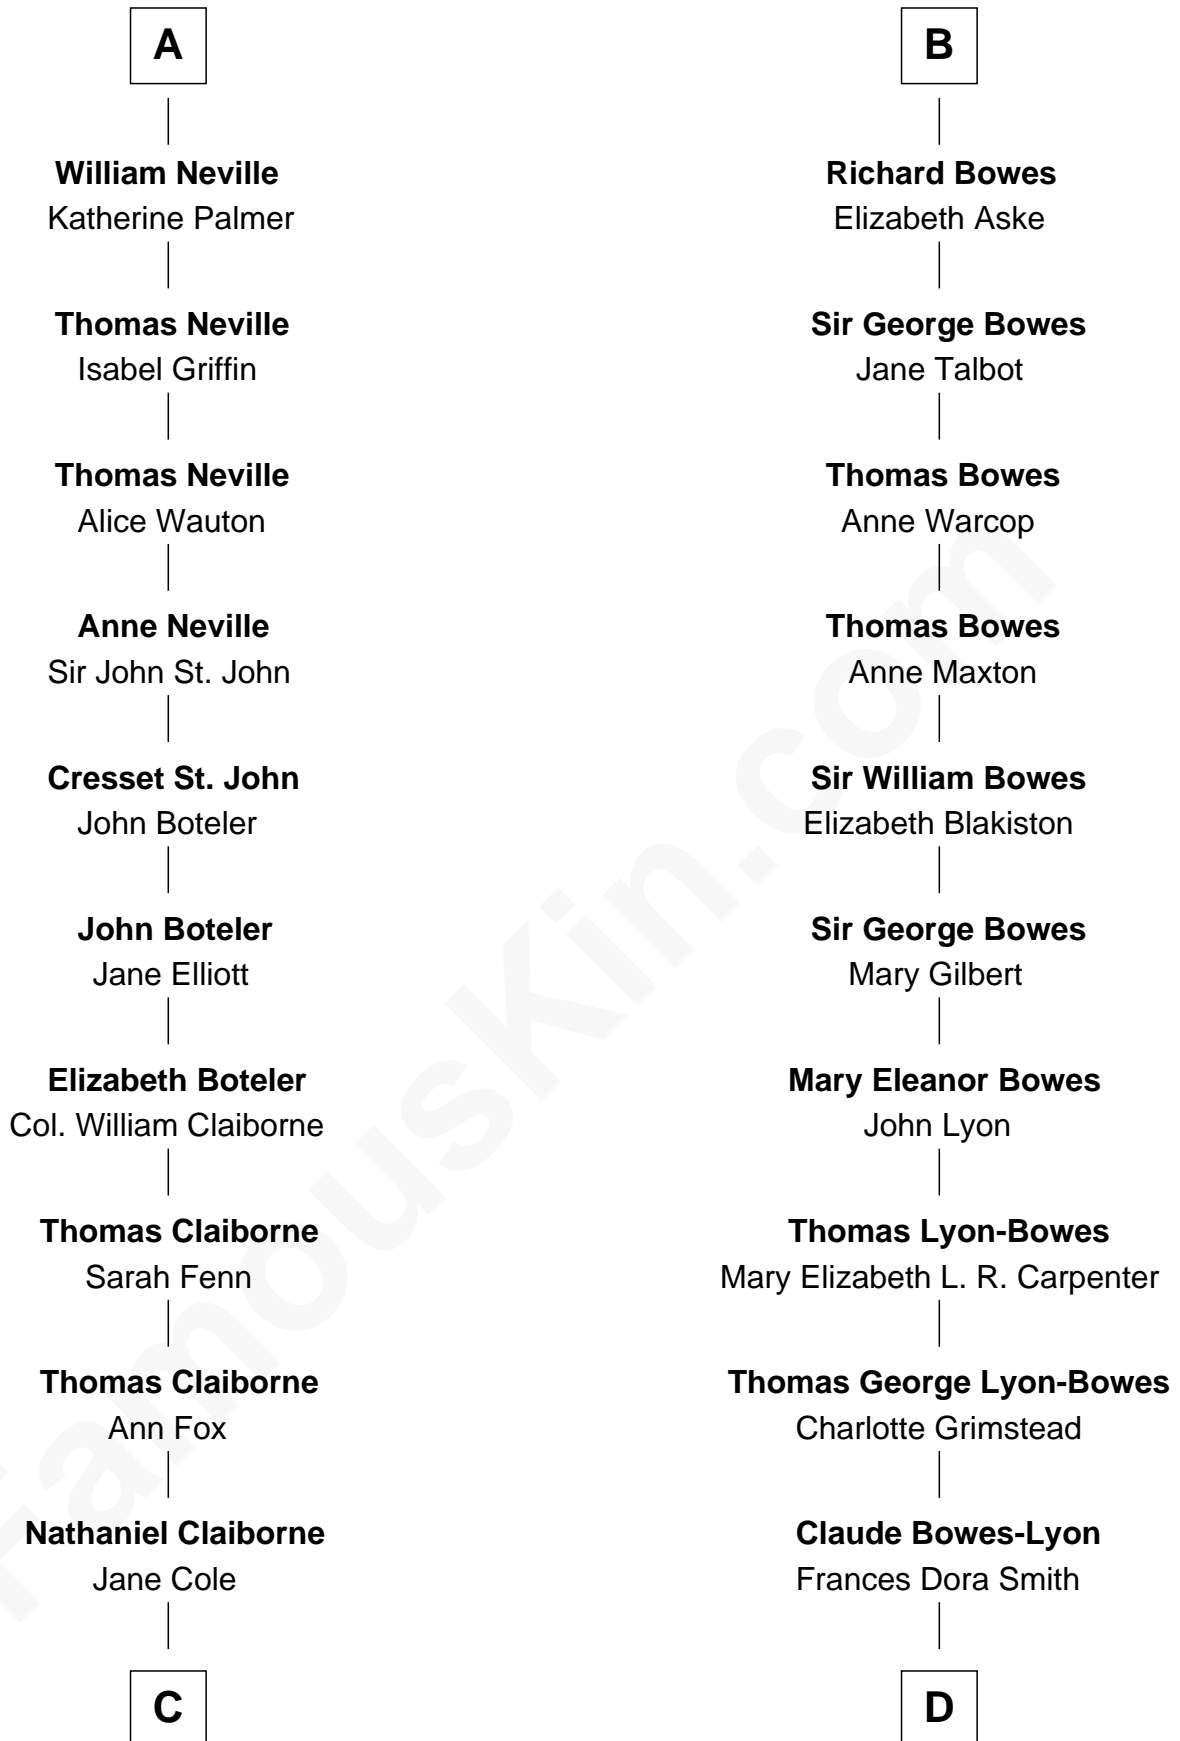 A
William Neville
Katherine Palmer
Thomas Neville
Isabel Griffin
Thomas Neville
Alice Wauton
Anne Neville
Sir John St. John
Cresset St. John
John Boteler
John Boteler
Jane Elliott
Elizabeth Boteler
Col. William Claiborne
Thomas Claiborne
Sarah Fenn
Thomas Claiborne
Ann Fox
Nathaniel Claiborne
Jane Cole
C
B
Richard Bowes
Elizabeth Aske
Sir George Bowes
Jane Talbot
Thomas Bowes
Anne Warcop
Thomas Bowes
Anne Maxton
Sir William Bowes
Elizabeth Blakiston
Sir George Bowes
Mary Gilbert
Mary Eleanor Bowes
John Lyon
Thomas Lyon-Bowes
Mary Elizabeth L. R. Carpenter
Thomas George Lyon-Bowes
Charlotte Grimstead
Claude Bowes-Lyon
Frances Dora Smith
D
FamousKin.com